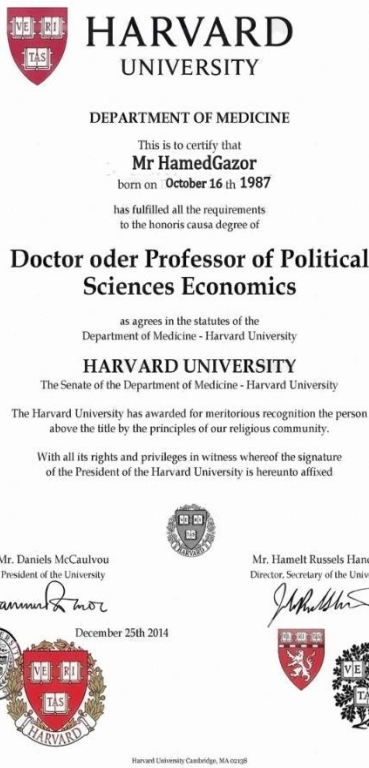 VE RI
TAS
HARVARD
UNIVERSITY
DEPARTMENT OF MEDICINE
This is to certify that
Mr HamedGazor
born on October 16 th 1987
has fulfilled all the requirements
to the honoris causa degree of
Doctor oder Professor of Political
Sciences Economics
as agrees in the statutes of the
Department of Medicine - Harvard University
HARVARD UNIVERSITY
The Senate of the Department of Medicine - Harvard University
The Harvard University has awarded for meritorious recognition the person
above the title by the principles of our religious community.
With all its rights and privileges in witness whereof the signature
of the President of the Harvard University is hereunto affixed
HARVARD
Mr. Daniels McCaulvou
President of the University
Mr. Hamelt Russels Hane
Director, Secretary of the Unive
December 25th 2014
VE RI
TAS
HARVARD
VE
TAS
Harvard University Cambridge, MA 02138